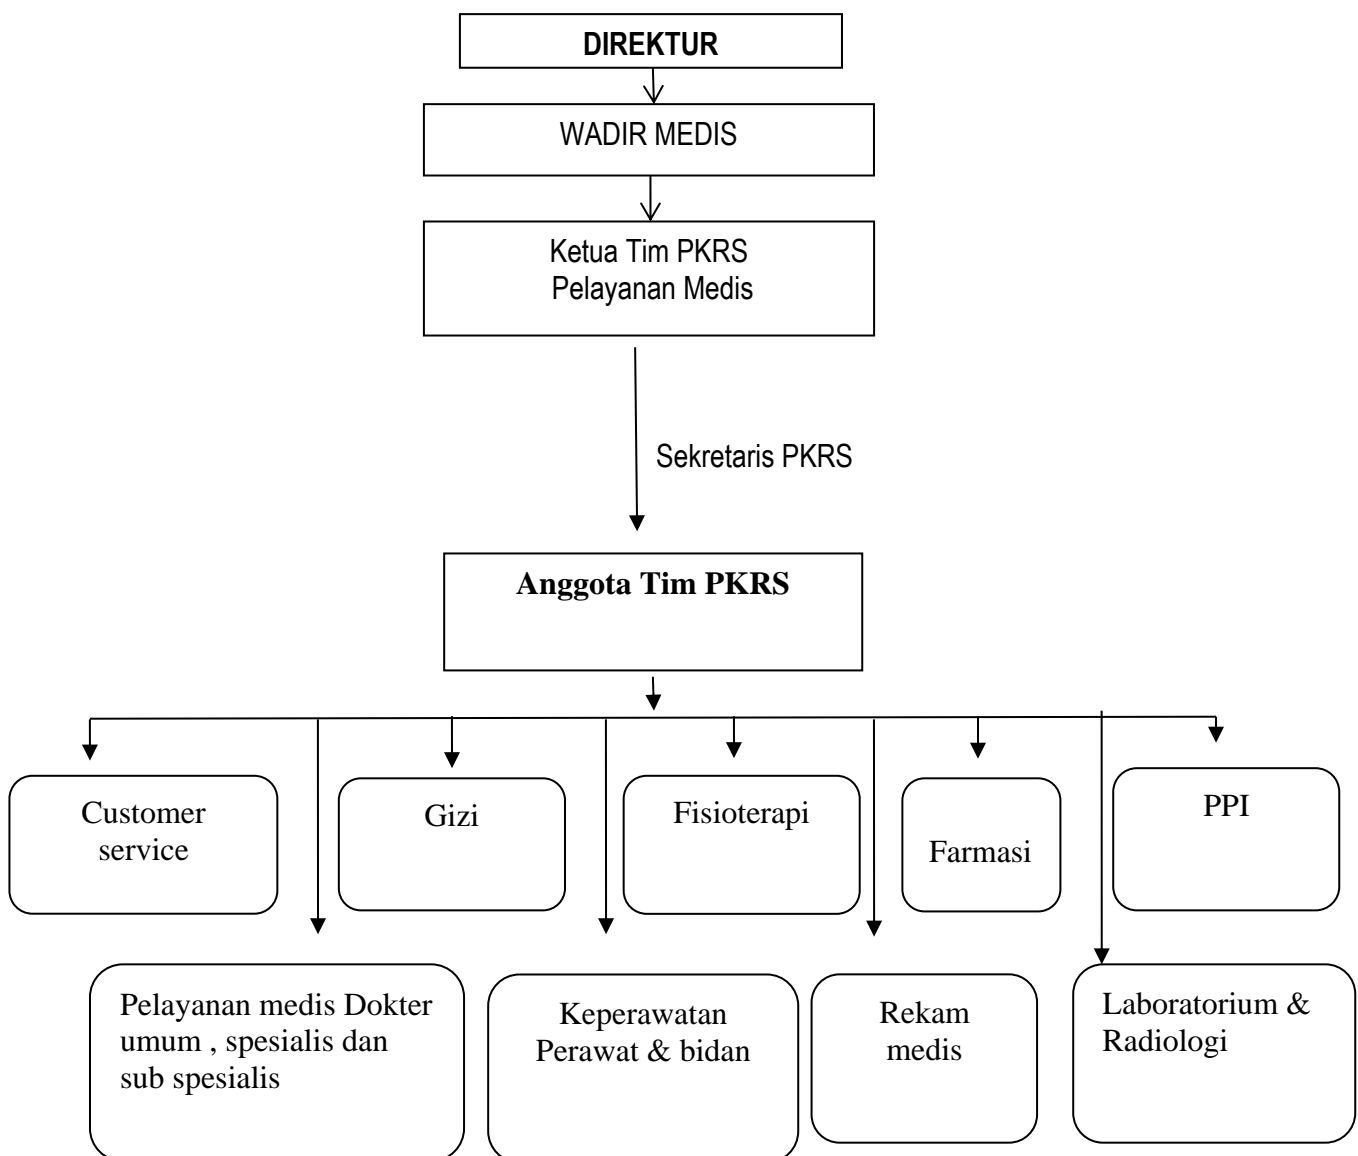 DIREKTUR
WADIR MEDIS
Ketua Tim PKRS
Pelayanan Medis
Sekretaris PKRS
Anggota Tim PKRS
Customer
service
Gizi
Fisioterapi
Farmasi
PPI
Pelayanan medis Dokter
umum , spesialis dan
sub spesialis
Keperawatan
Perawat & bidan
Rekam
medis
Laboratorium &
Radiologi